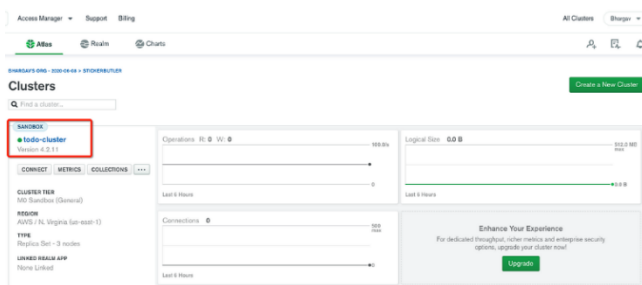 Access Manager Support Billing All Clusters Bhargav
Atlas Realm Charts
BHARGAV'S ORG - 2020-09-06 > STICKERBUTLER
Clusters
Create a New Cluster
Find a cluster...
SANDBOX
todo-cluster
Version 4.2.11
CONNECT METRICS COLLECTIONS ...
CLUSTER TIER
M0 Sandbox (General)
REGION
AWS / N. Virginia (us-east-1)
TYPE
Replica Set - 3 nodes
LINKED REALM APP
None Linked
Operations R: 0 W: 0
100.0/s
0
Last 6 Hours
Logical Size 0.0 B
512.0 MB
max
0.0 B
Last 6 Hours
Connections 0
500
max
0
Last 6 Hours
Enhance Your Experience
For dedicated throughput, richer metrics and enterprise security
options, upgrade your cluster now!
Upgrade